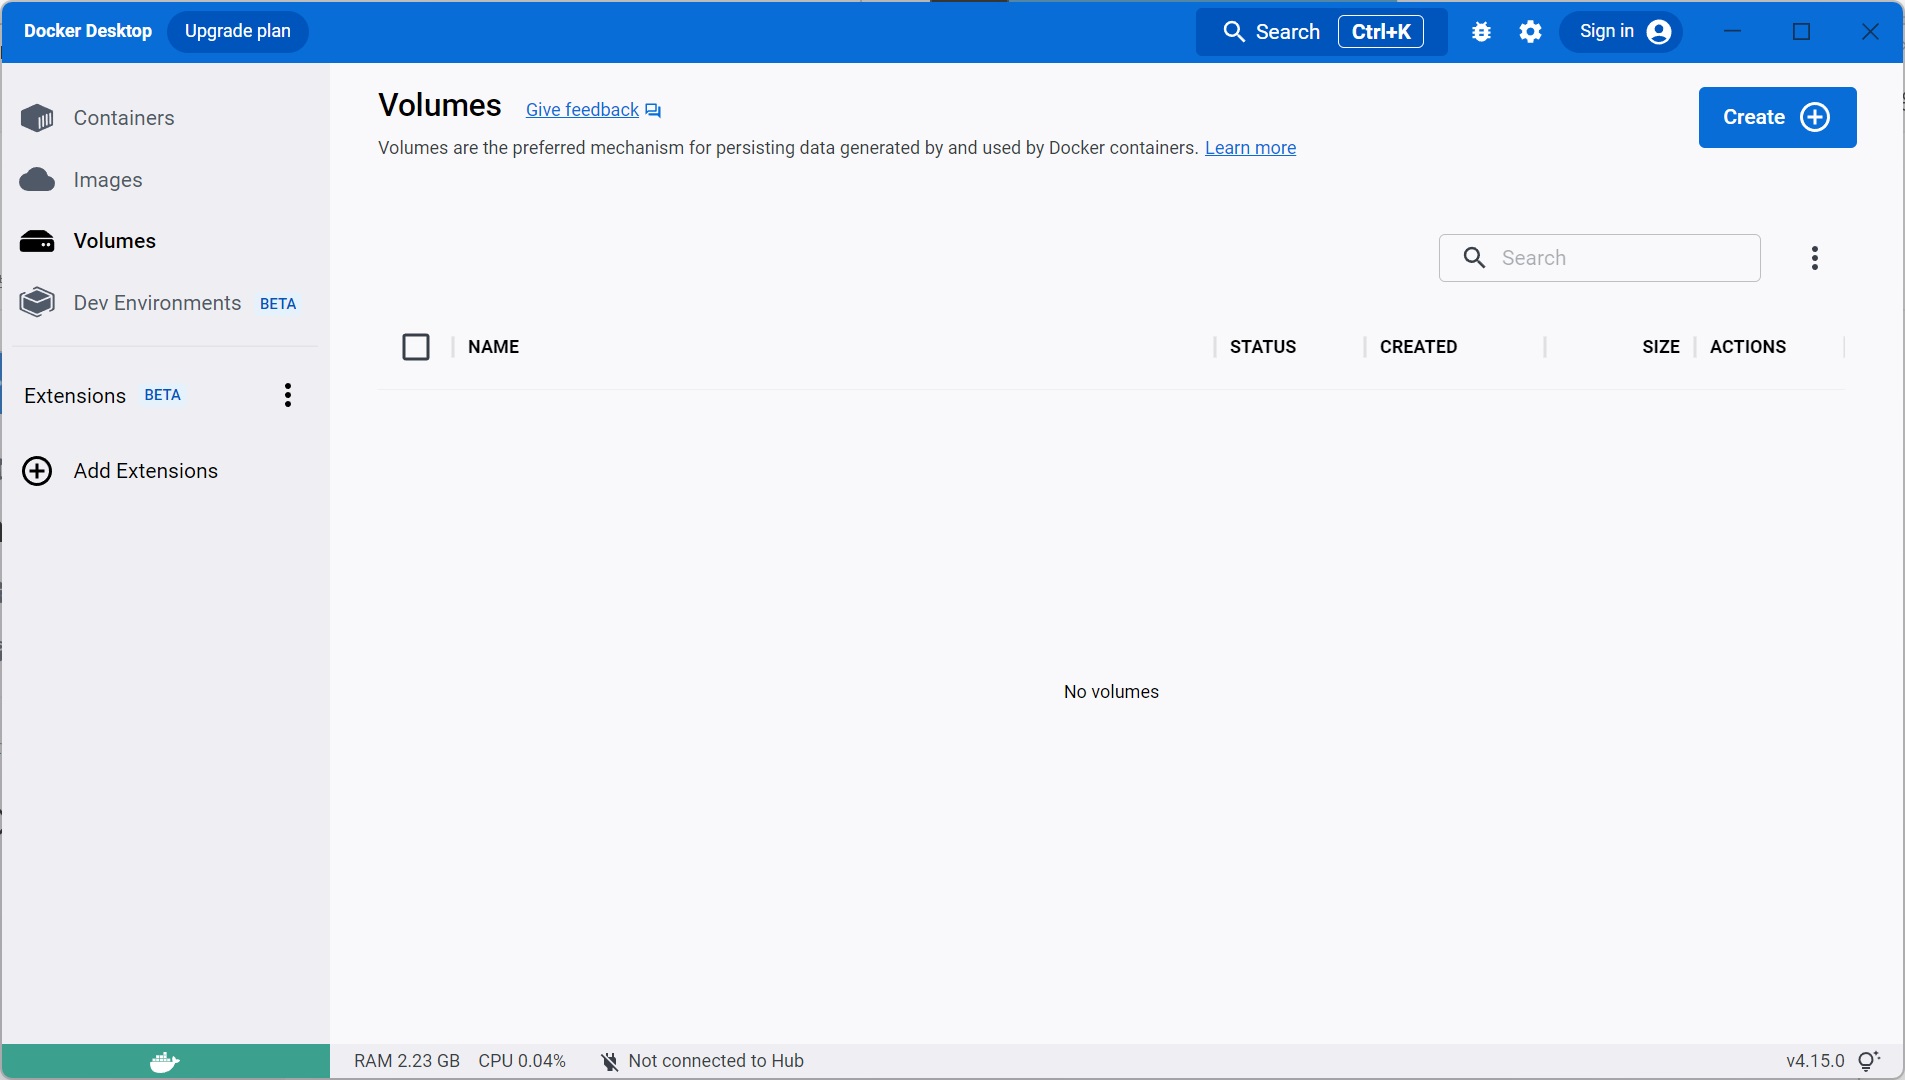 Docker Desktop Upgrade plan Search Ctrl+K Sign in
Containers
Images
Volumes
Dev Environments BETA
Extensions BETA
Add Extensions
Volumes Give feedback
Create
Volumes are the preferred mechanism for persisting data generated by and used by Docker containers. Learn more
Search
NAME STATUS CREATED SIZE ACTIONS
No volumes
RAM 2.23 GB CPU 0.04% Not connected to Hub v4.15.0